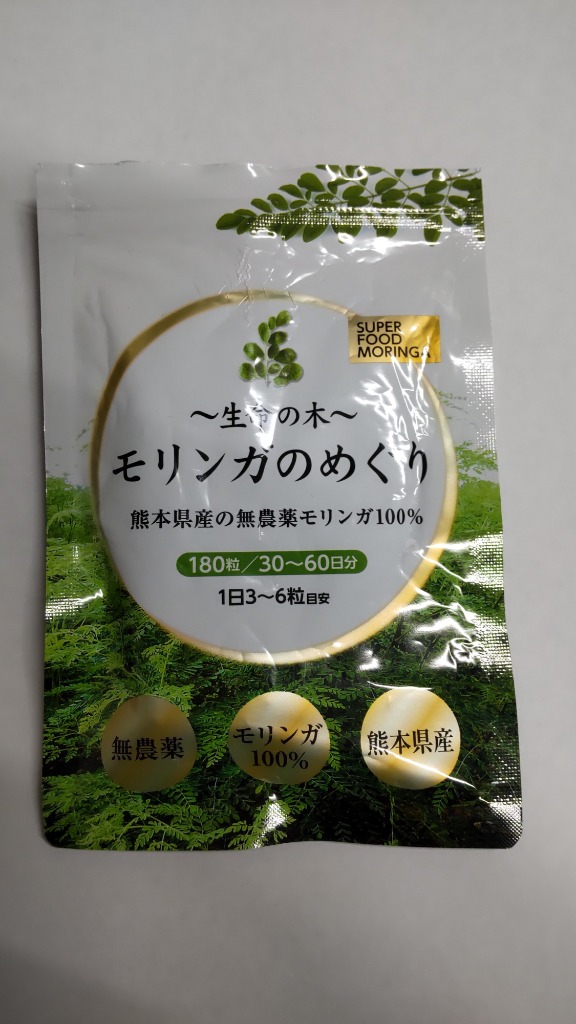 SUPER
FOOD
MORINGA
～生命の木～
モリンガのめぐり
熊本県産の無農薬モリンガ100%
180粒／30～60日分
1日3～6粒目安
無農薬
モリンガ
100%
熊本県産